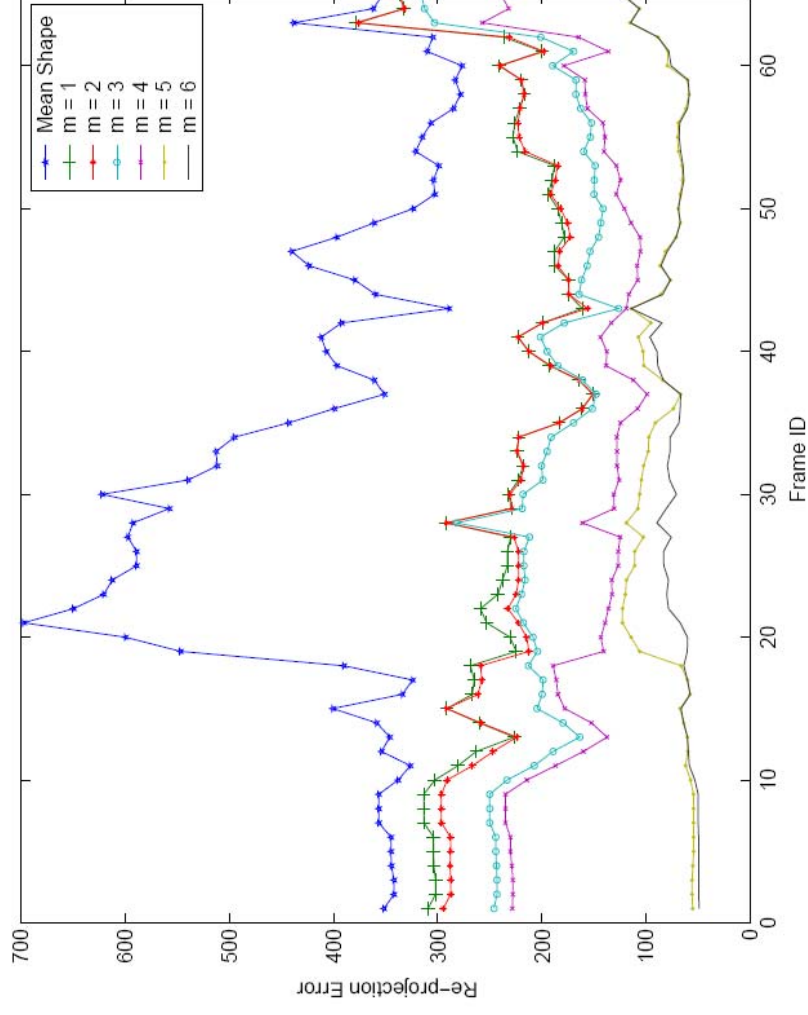 Mean Shape
m = 1
m = 2
m = 3
m = 4
m = 5
m = 6
700
600
500
400
300
200
100
0
Re-projection Error
0
10
20
30
40
50
60
Frame ID